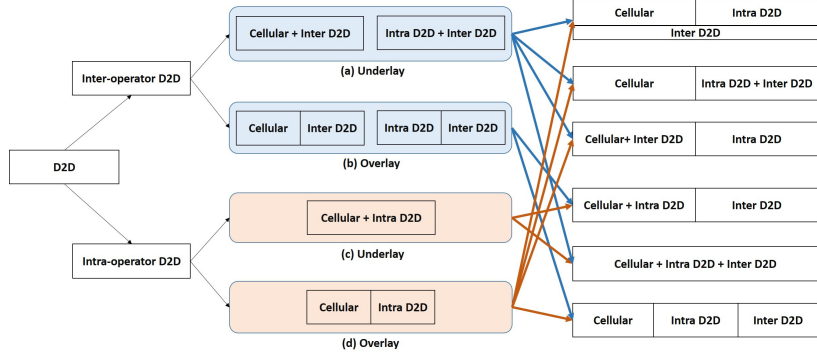 D2D
Inter-operator D2D
Intra-operator D2D
Cellular + Inter D2D
Intra D2D + Inter D2D
(a) Underlay
Cellular
Inter D2D
Intra D2D
Inter D2D
(b) Overlay
Cellular + Intra D2D
(c) Underlay
Cellular
Intra D2D
(d) Overlay
Cellular
Intra D2D
Inter D2D
Cellular
Intra D2D + Inter D2D
Cellular+ Inter D2D
Intra D2D
Cellular + Intra D2D
Inter D2D
Cellular + Intra D2D + Inter D2D
Cellular
Intra D2D
Inter D2D